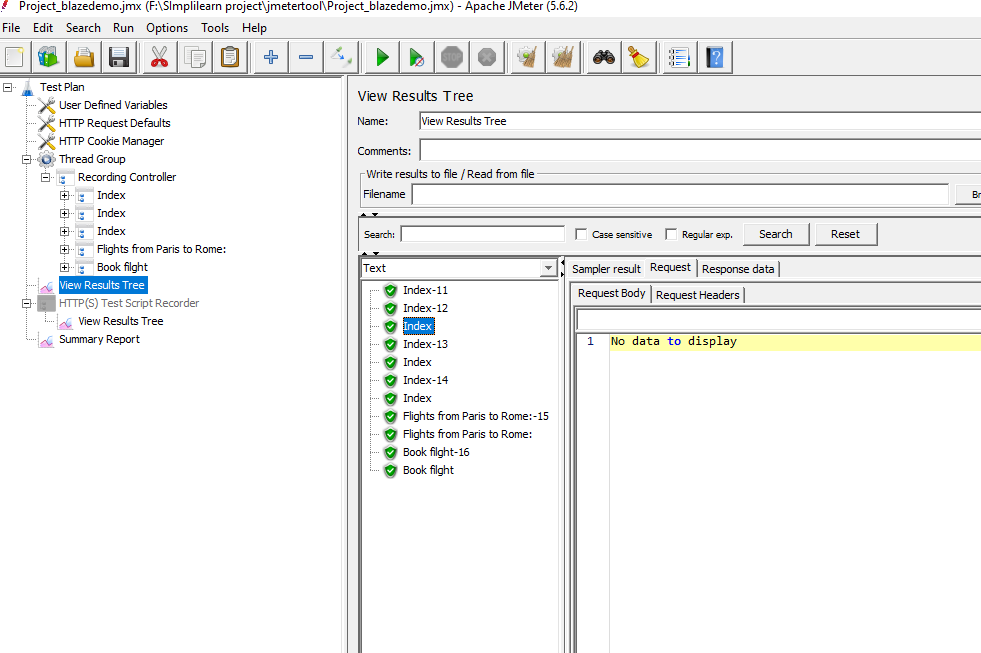 Project_blazedemo.jmx (F:\SImplilearn project\jmetertool\Project_blazedemo.jmx) - Apache JMeter (5.6.2)
File Edit Search Run Options Tools Help
STOP
Test Plan
User Defined Variables
HTTP Request Defaults
HTTP Cookie Manager
Thread Group
Recording Controller
Index
Index
Index
Flights from Paris to Rome:
Book filght
View Results Tree
HTTP(S) Test Script Recorder
View Results Tree
Summary Report
View Results Tree
Name: View Results Tree
Comments:
Write results to file / Read from file
Filename Br
Search: Case sensitive Regular exp. Search Reset
Text
Index-11
Index-12
Index
Index-13
Index
Index-14
Index
Flights from Paris to Rome:-15
Flights from Paris to Rome:
Book filght-16
Book filght
Sampler result Request Response data
Request Body Request Headers
1 No data to display